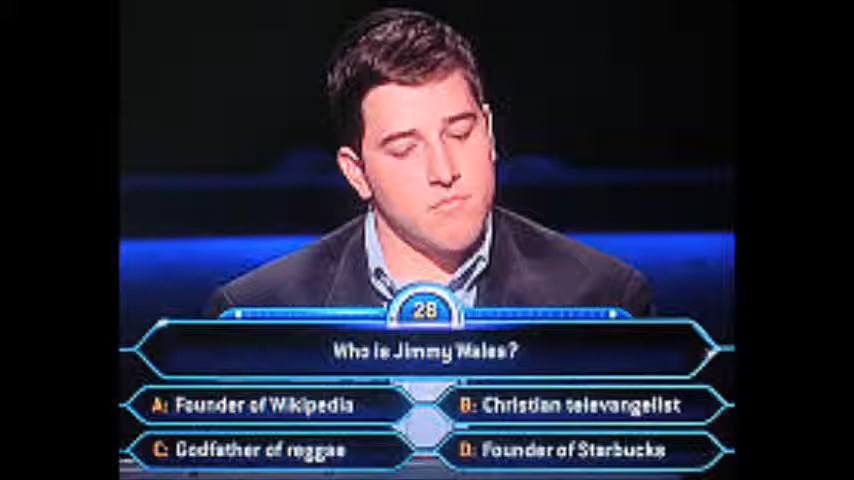 28
Who is Jimmy Wales?
A: Founder of Wikipedia
B: Christian televangelist
C: Godfather of reggae
D: Founder of Starbucks